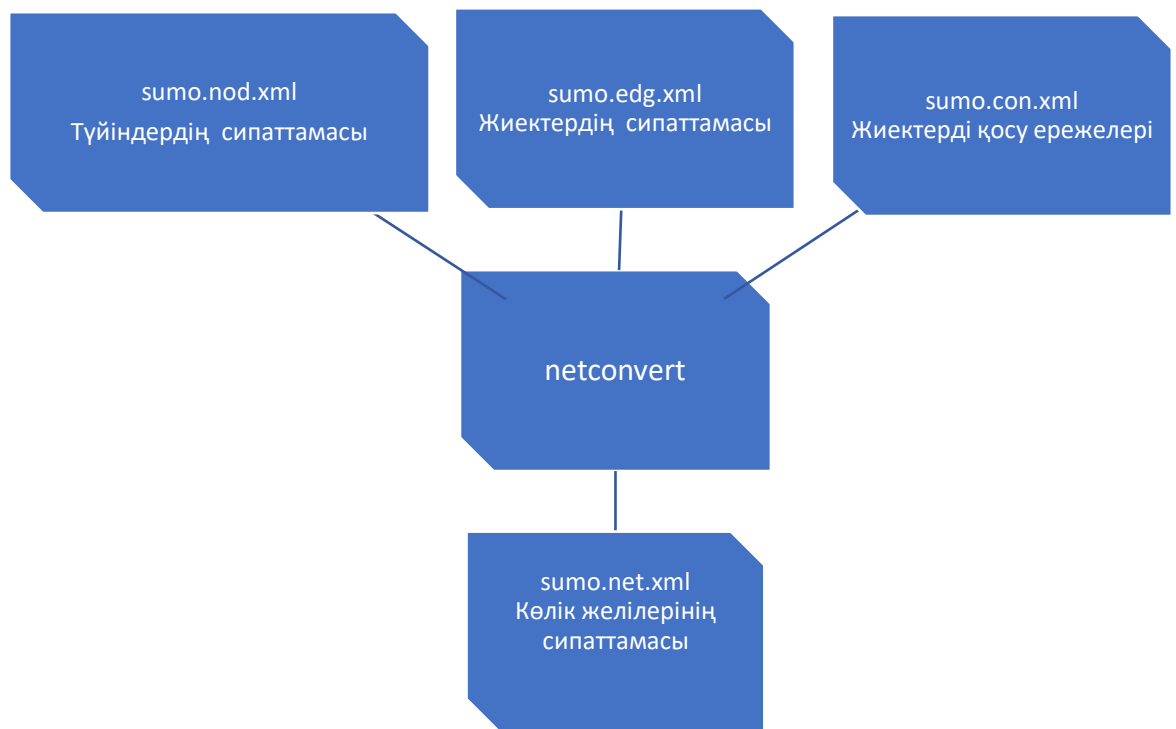 sumo.nod.xml
Түйіндердің  сипаттамасы
sumo.edg.xml
Жиектердің  сипаттамасы
sumo.con.xml
Жиектерді қосу ережелері
netconvert
sumo.net.xml
Көлік желілерінің
сипаттамасы